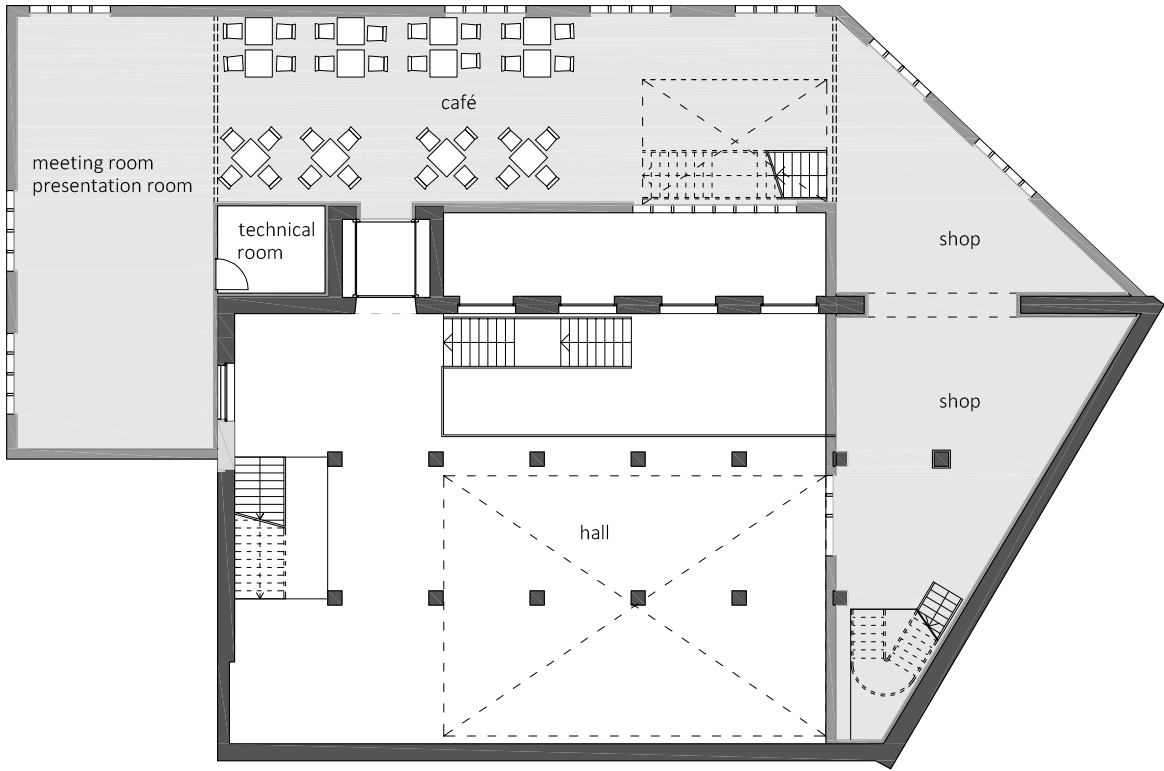 café
meeting room
presentation room
technical
room
shop
shop
hall